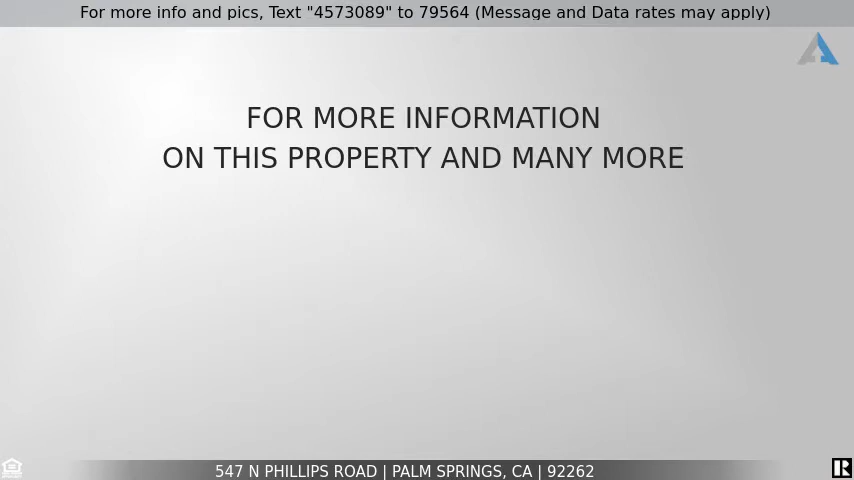 For more info and pics, Text "4573089" to 79564 (Message and Data rates may apply)
FOR MORE INFORMATION
ON THIS PROPERTY AND MANY MORE
547 N PHILLIPS ROAD | PALM SPRINGS, CA | 92262